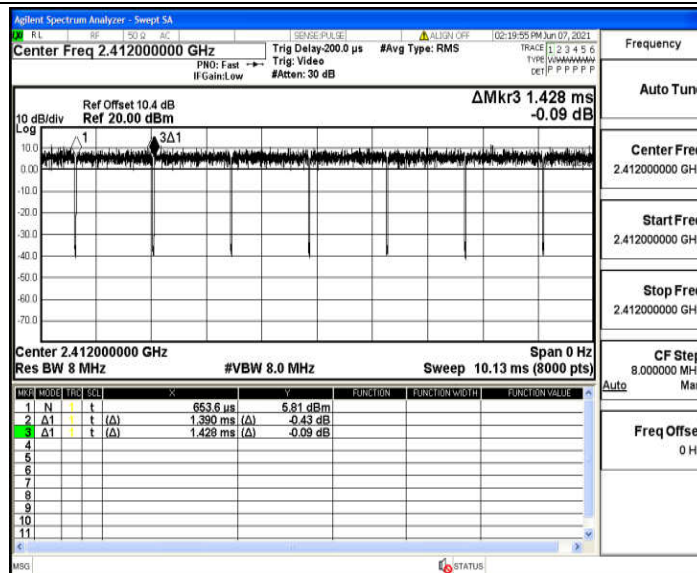 Agilent Spectrum Analyzer - Swept SA
RL RF 50 Ω AC SENSE:PULSE ALIGN OFF 02:19:55 PM Jun 07, 2021
Center Freq 2.412000000 GHz
PNO: Fast
IFGain:Low
Trig Delay-200.0 µs
Trig: Video
#Atten: 30 dB
#Avg Type: RMS
TRACE 1 2 3 4 5 6
TYPE
DET P P P P P P
Frequency
Auto Tune
Center Freq
2.412000000 GH
Start Freq
2.412000000 GH
Stop Freq
2.412000000 GH
CF Step
8.000000 MH
Auto Ma
Freq Offse
0 H
ΔMkr3 1.428 ms
-0.09 dB
Ref Offset 10.4 dB
10 dB/div Ref 20.00 dBm
Log
1 3Δ1
10.0
0.00
-10.0
-20.0
-30.0
-40.0
-50.0
-60.0
-70.0
Center 2.412000000 GHz Span 0 Hz
Res BW 8 MHz #VBW 8.0 MHz Sweep 10.13 ms (8000 pts)
MKR MODE TRC SCL X Y FUNCTION FUNCTION WIDTH FUNCTION VALUE
1 N 1 t 653.6 µs 5.81 dBm
2 Δ1 1 t (Δ) 1.390 ms (Δ) -0.43 dB
3 Δ1 1 t (Δ) 1.428 ms (Δ) -0.09 dB
4
5
6
7
8
9
10
11
MSG STATUS